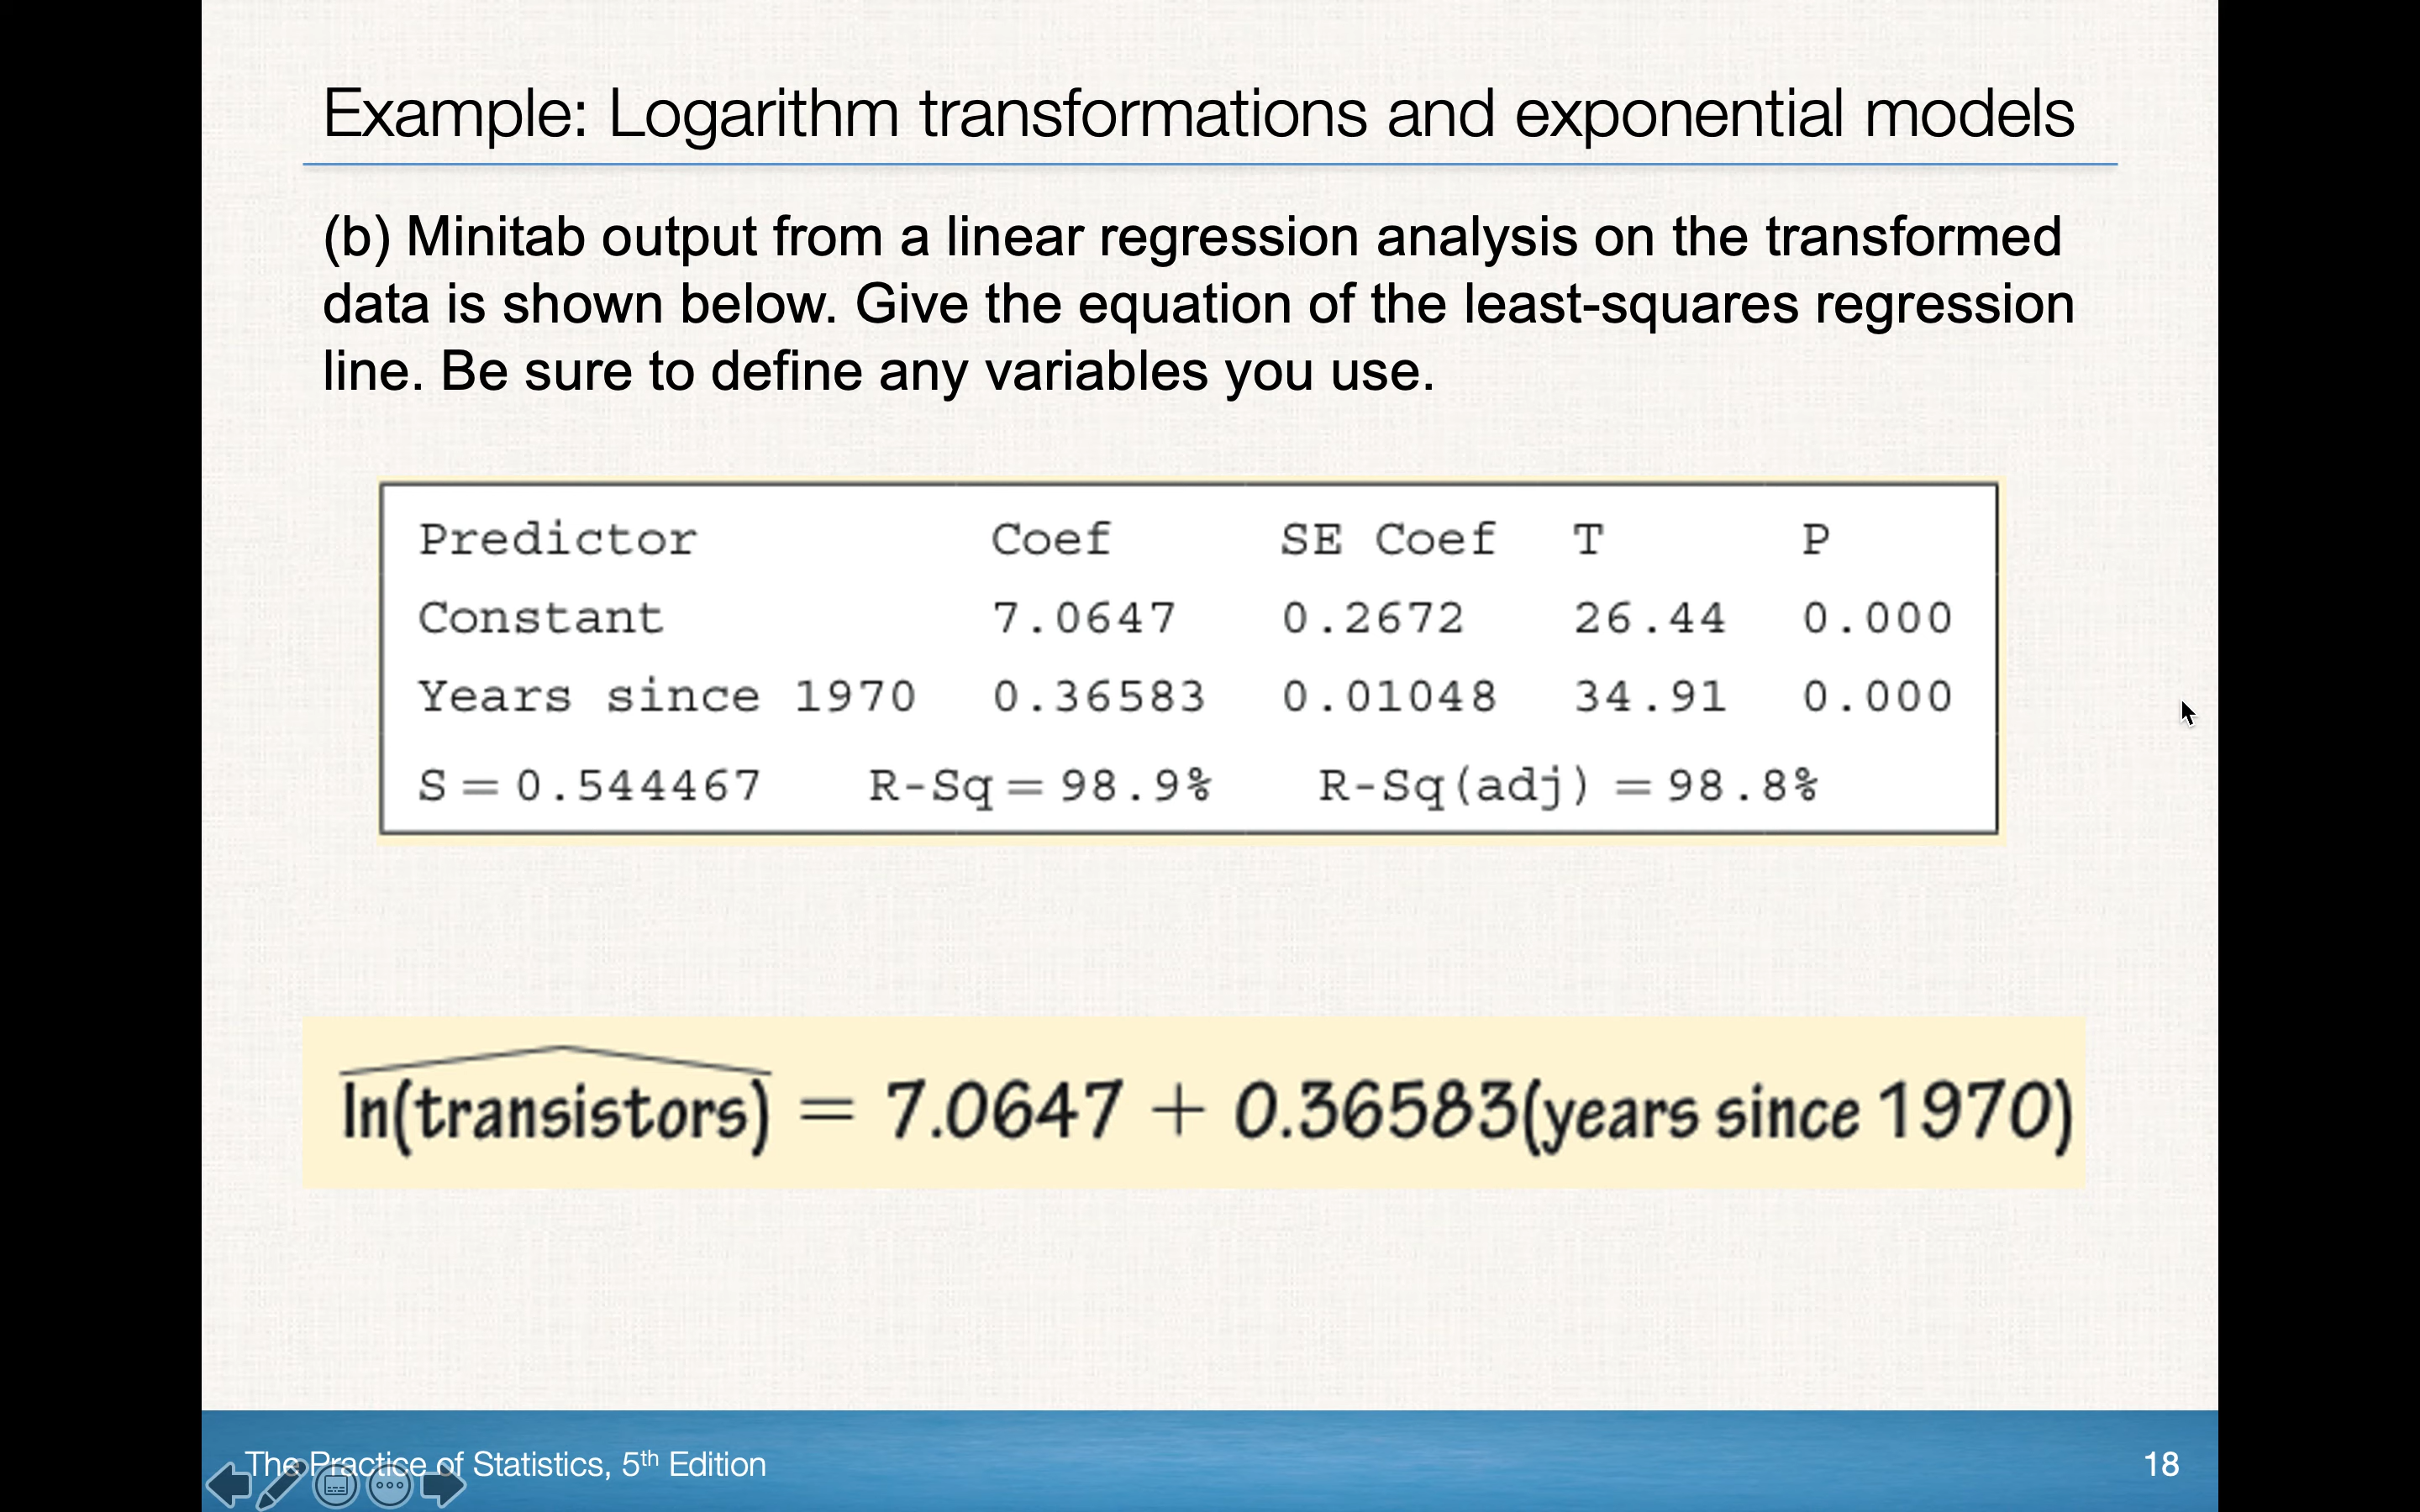 Example: Logarithm transformations and exponential models
(b) Minitab output from a linear regression analysis on the transformed
data is shown below. Give the equation of the least-squares regression
line. Be sure to define any variables you use.
Predictor Coef SE Coef T P
Constant 7.0647 0.2672 26.44 0.000
Years since 1970 0.36583 0.01048 34.91 0.000
S = 0.544467 R-Sq = 98.9% R-Sq(adj) = 98.8%
ln(transistors) = 7.0647 + 0.36583(years since 1970)
The Practice of Statistics, 5th Edition 18